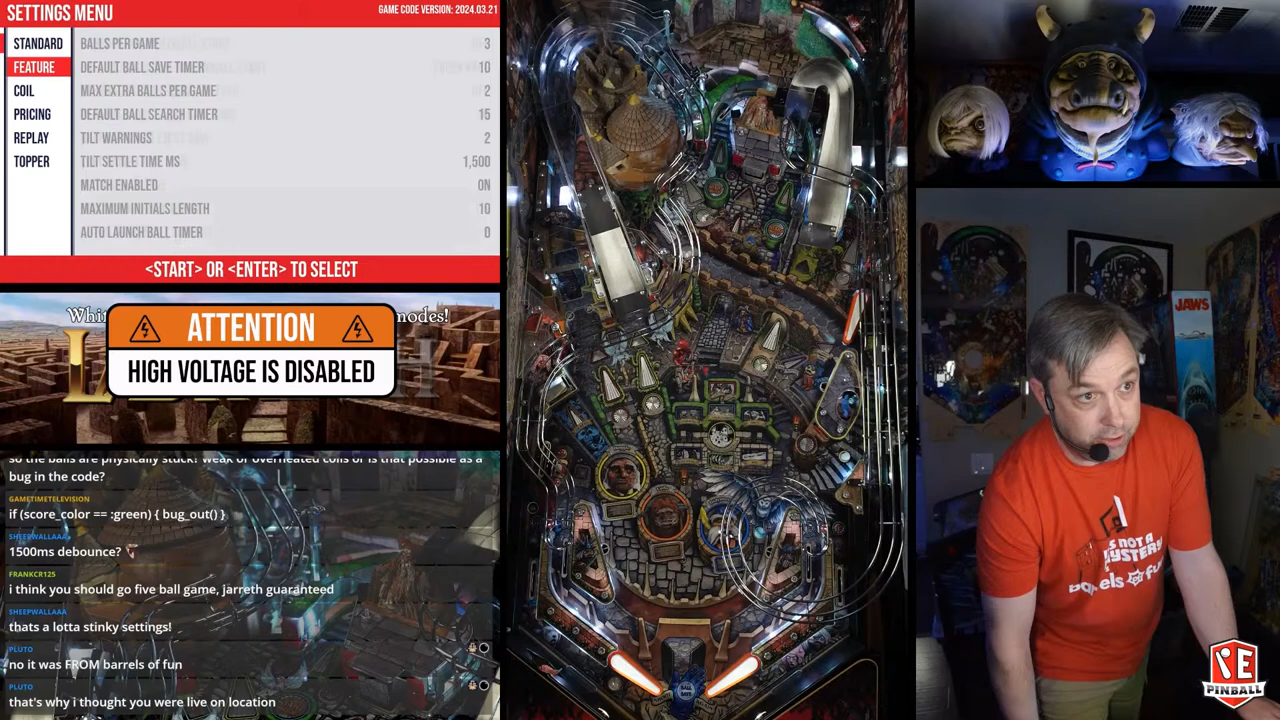 SETTINGS MENU
GAME CODE VERSION: 2024.03.21
STANDARD
FEATURE
COIL
PRICING
REPLAY
TOPPER
BALLS PER GAME 3
DEFAULT BALL SAVE TIMER 10
MAX EXTRA BALLS PER GAME 2
DEFAULT BALL SEARCH TIMER 15
TILT WARNINGS 2
TILT SETTLE TIME MS 1,500
MATCH ENABLED ON
MAXIMUM INITIALS LENGTH 10
AUTO LAUNCH BALL TIMER 0
<START> OR <ENTER> TO SELECT
modes!
ATTENTION
HIGH VOLTAGE IS DISABLED
so the balls are physically stuck? weak or overheated coils or is that possible as a
bug in the code?
GAMETIMETELEVISION
if (score_color == :green) { bug_out() }
SHEEPWALLAAA
1500ms debounce?
FRANKCR125
i think you should go five ball game, jarreth guaranteed
SHEEPWALLAAA
thats a lotta stinky settings!
PLUTO
no it was FROM barrels of fun
PLUTO
that's why i thought you were live on location
BALL SAVE
JAWS
IE
PINBALL